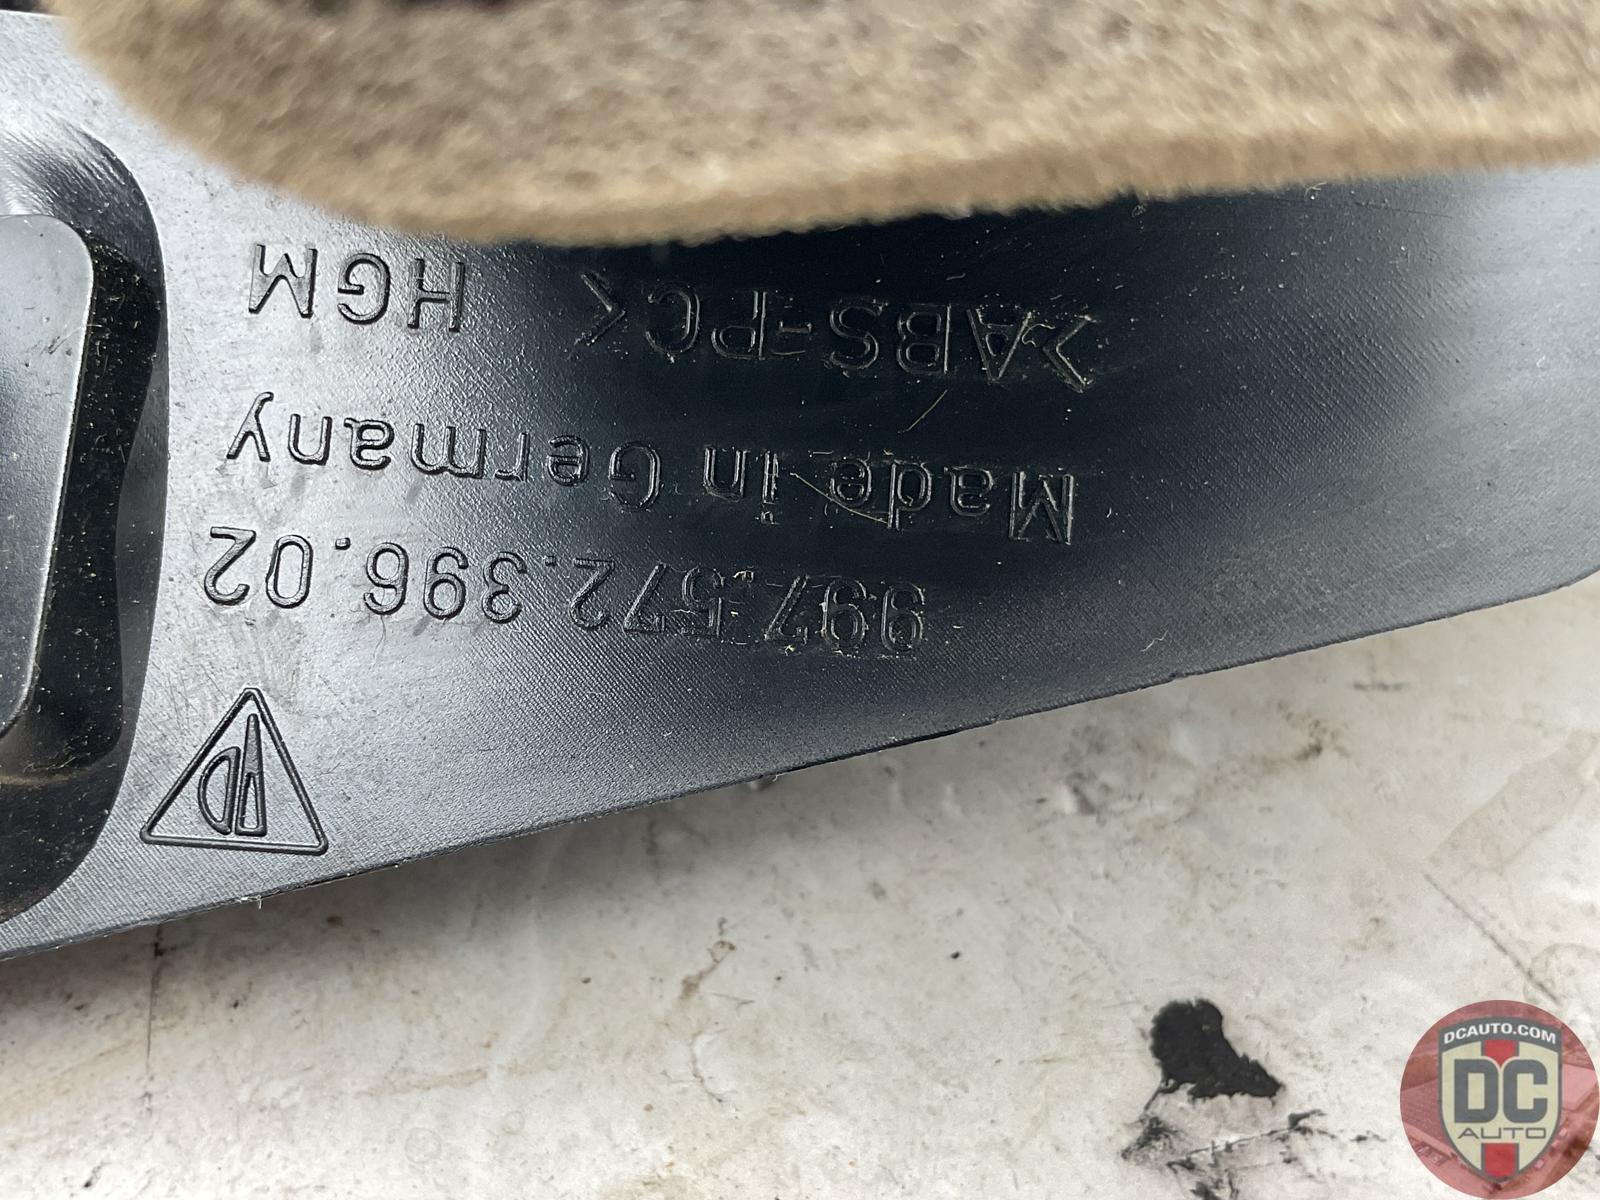 997.572.396.02
Made in Germany
>ABS-PC< HGM
DCAUTO.COM
DC
AUTO